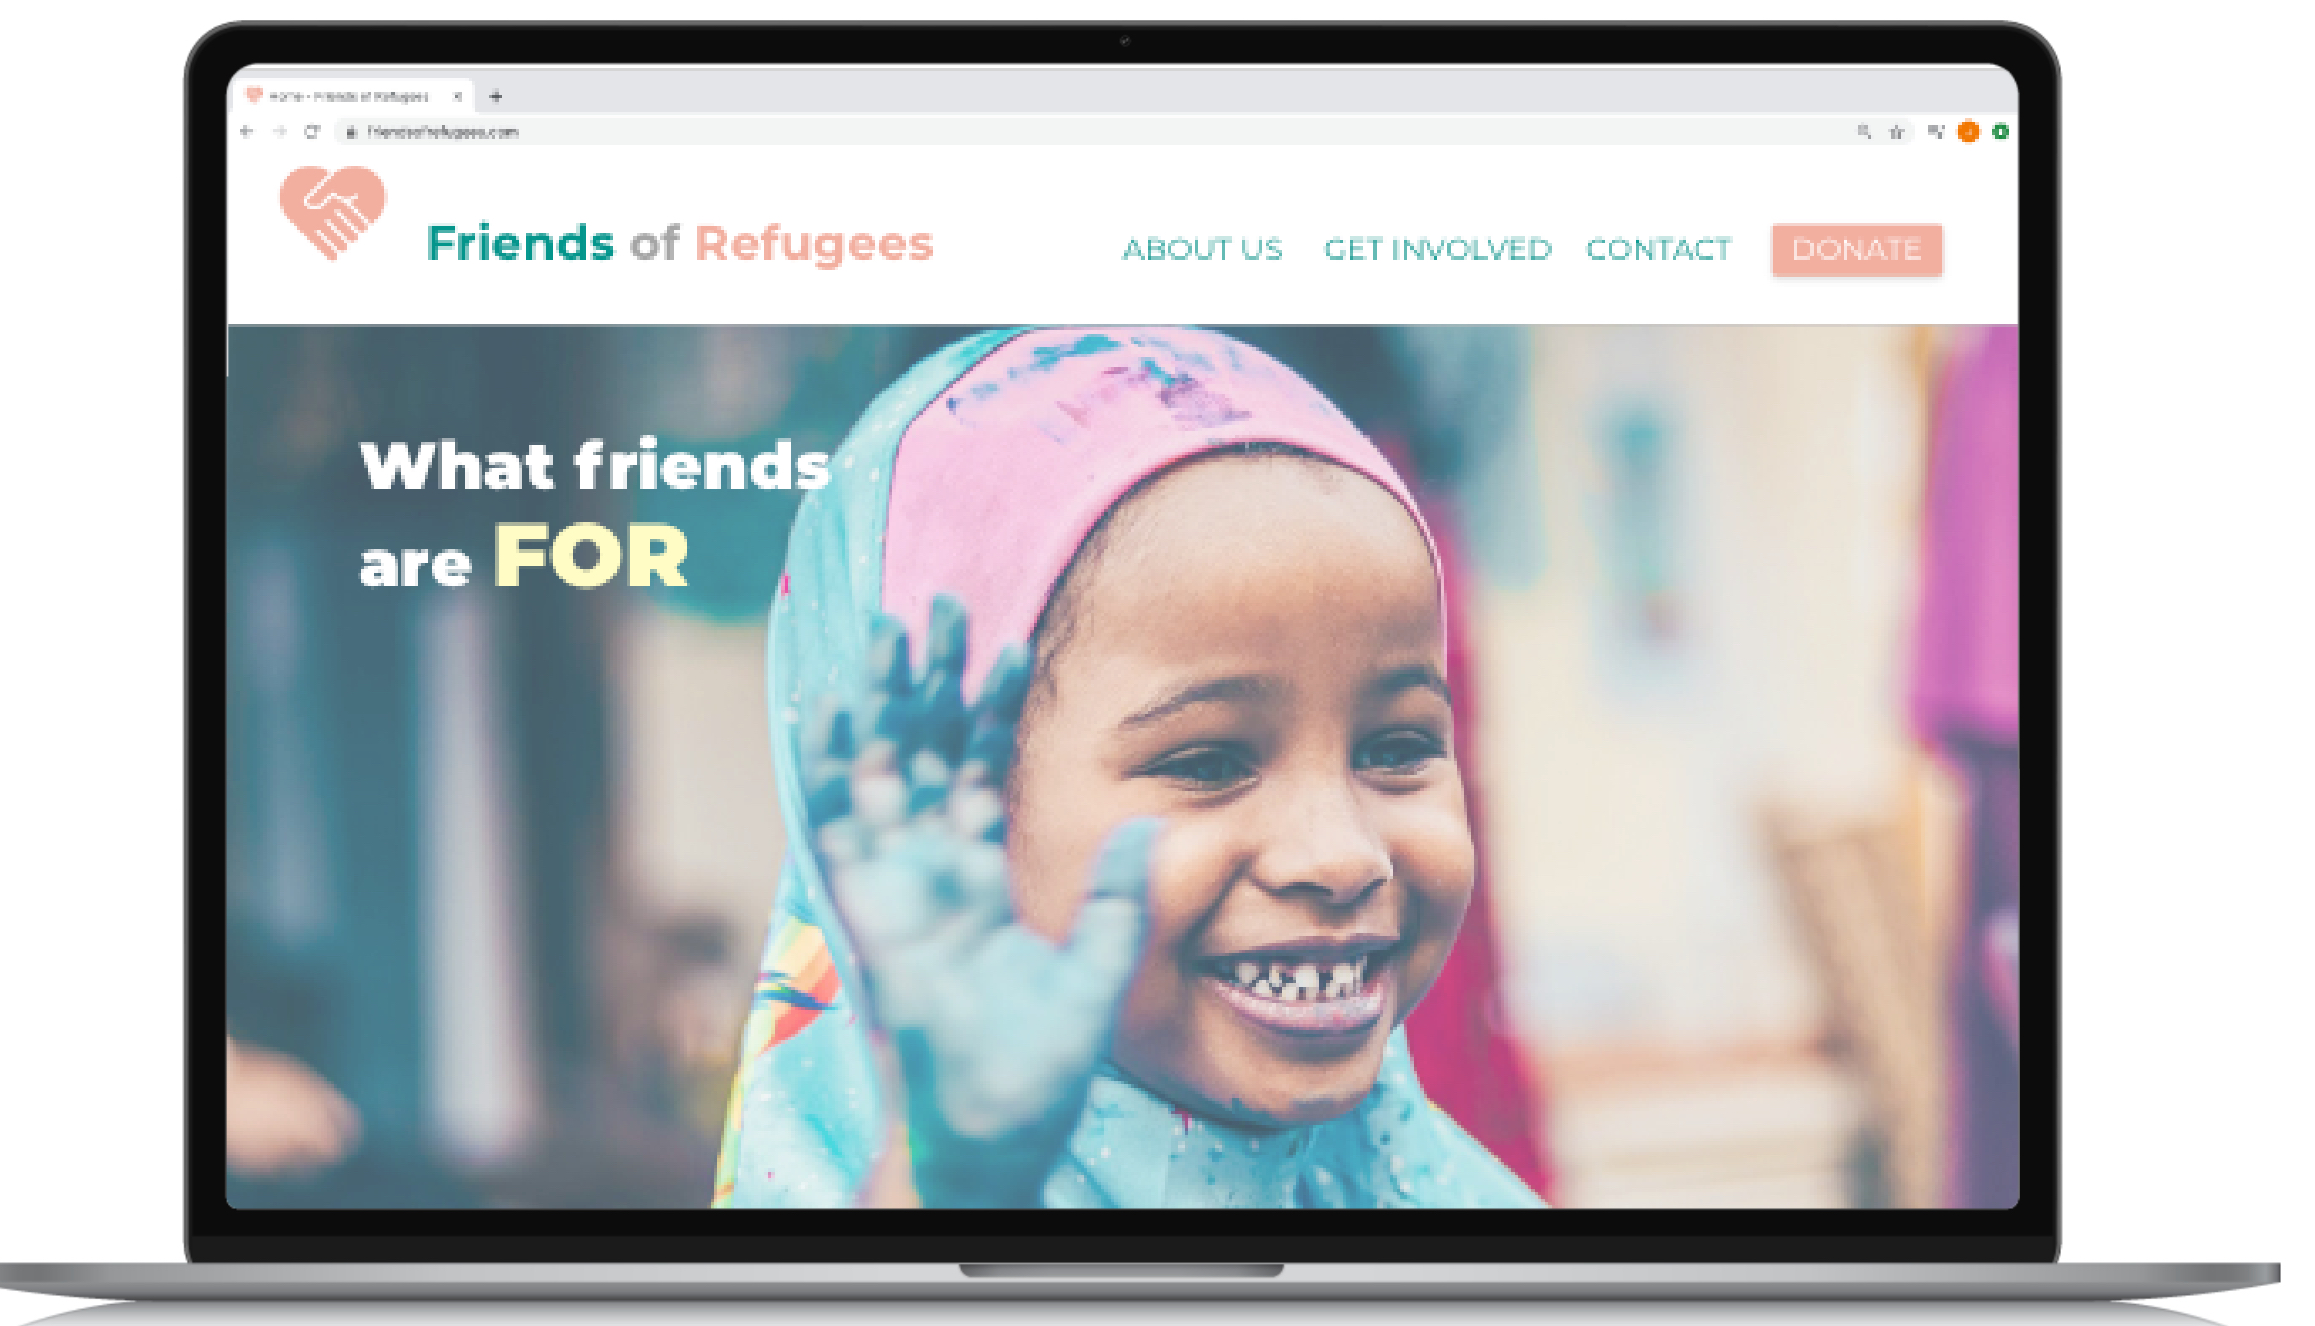 Home - Friends of Refugees
friendsofrefugees.com
Friends of Refugees
ABOUT US GET INVOLVED CONTACT DONATE
What friends
are FOR